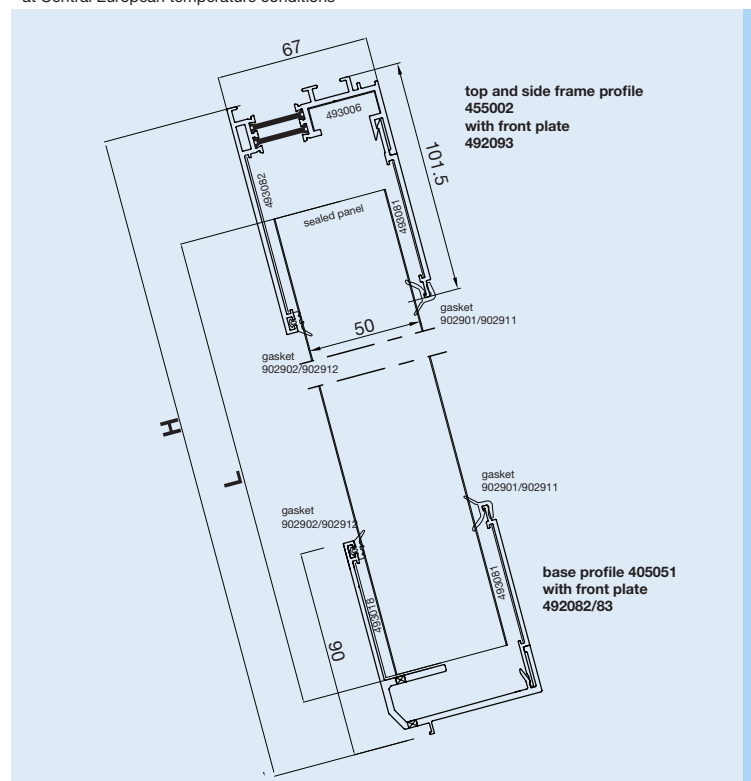 at Central European temperature conditions
67
top and side frame profile
455002
with front plate
492093
493006
101.5
493082
493081
sealed panel
gasket
902901/902911
50
gasket
902902/902912
H
L
gasket
902901/902911
gasket
902902/902912
base profile 405051
with front plate
492082/83
493081
493018
90